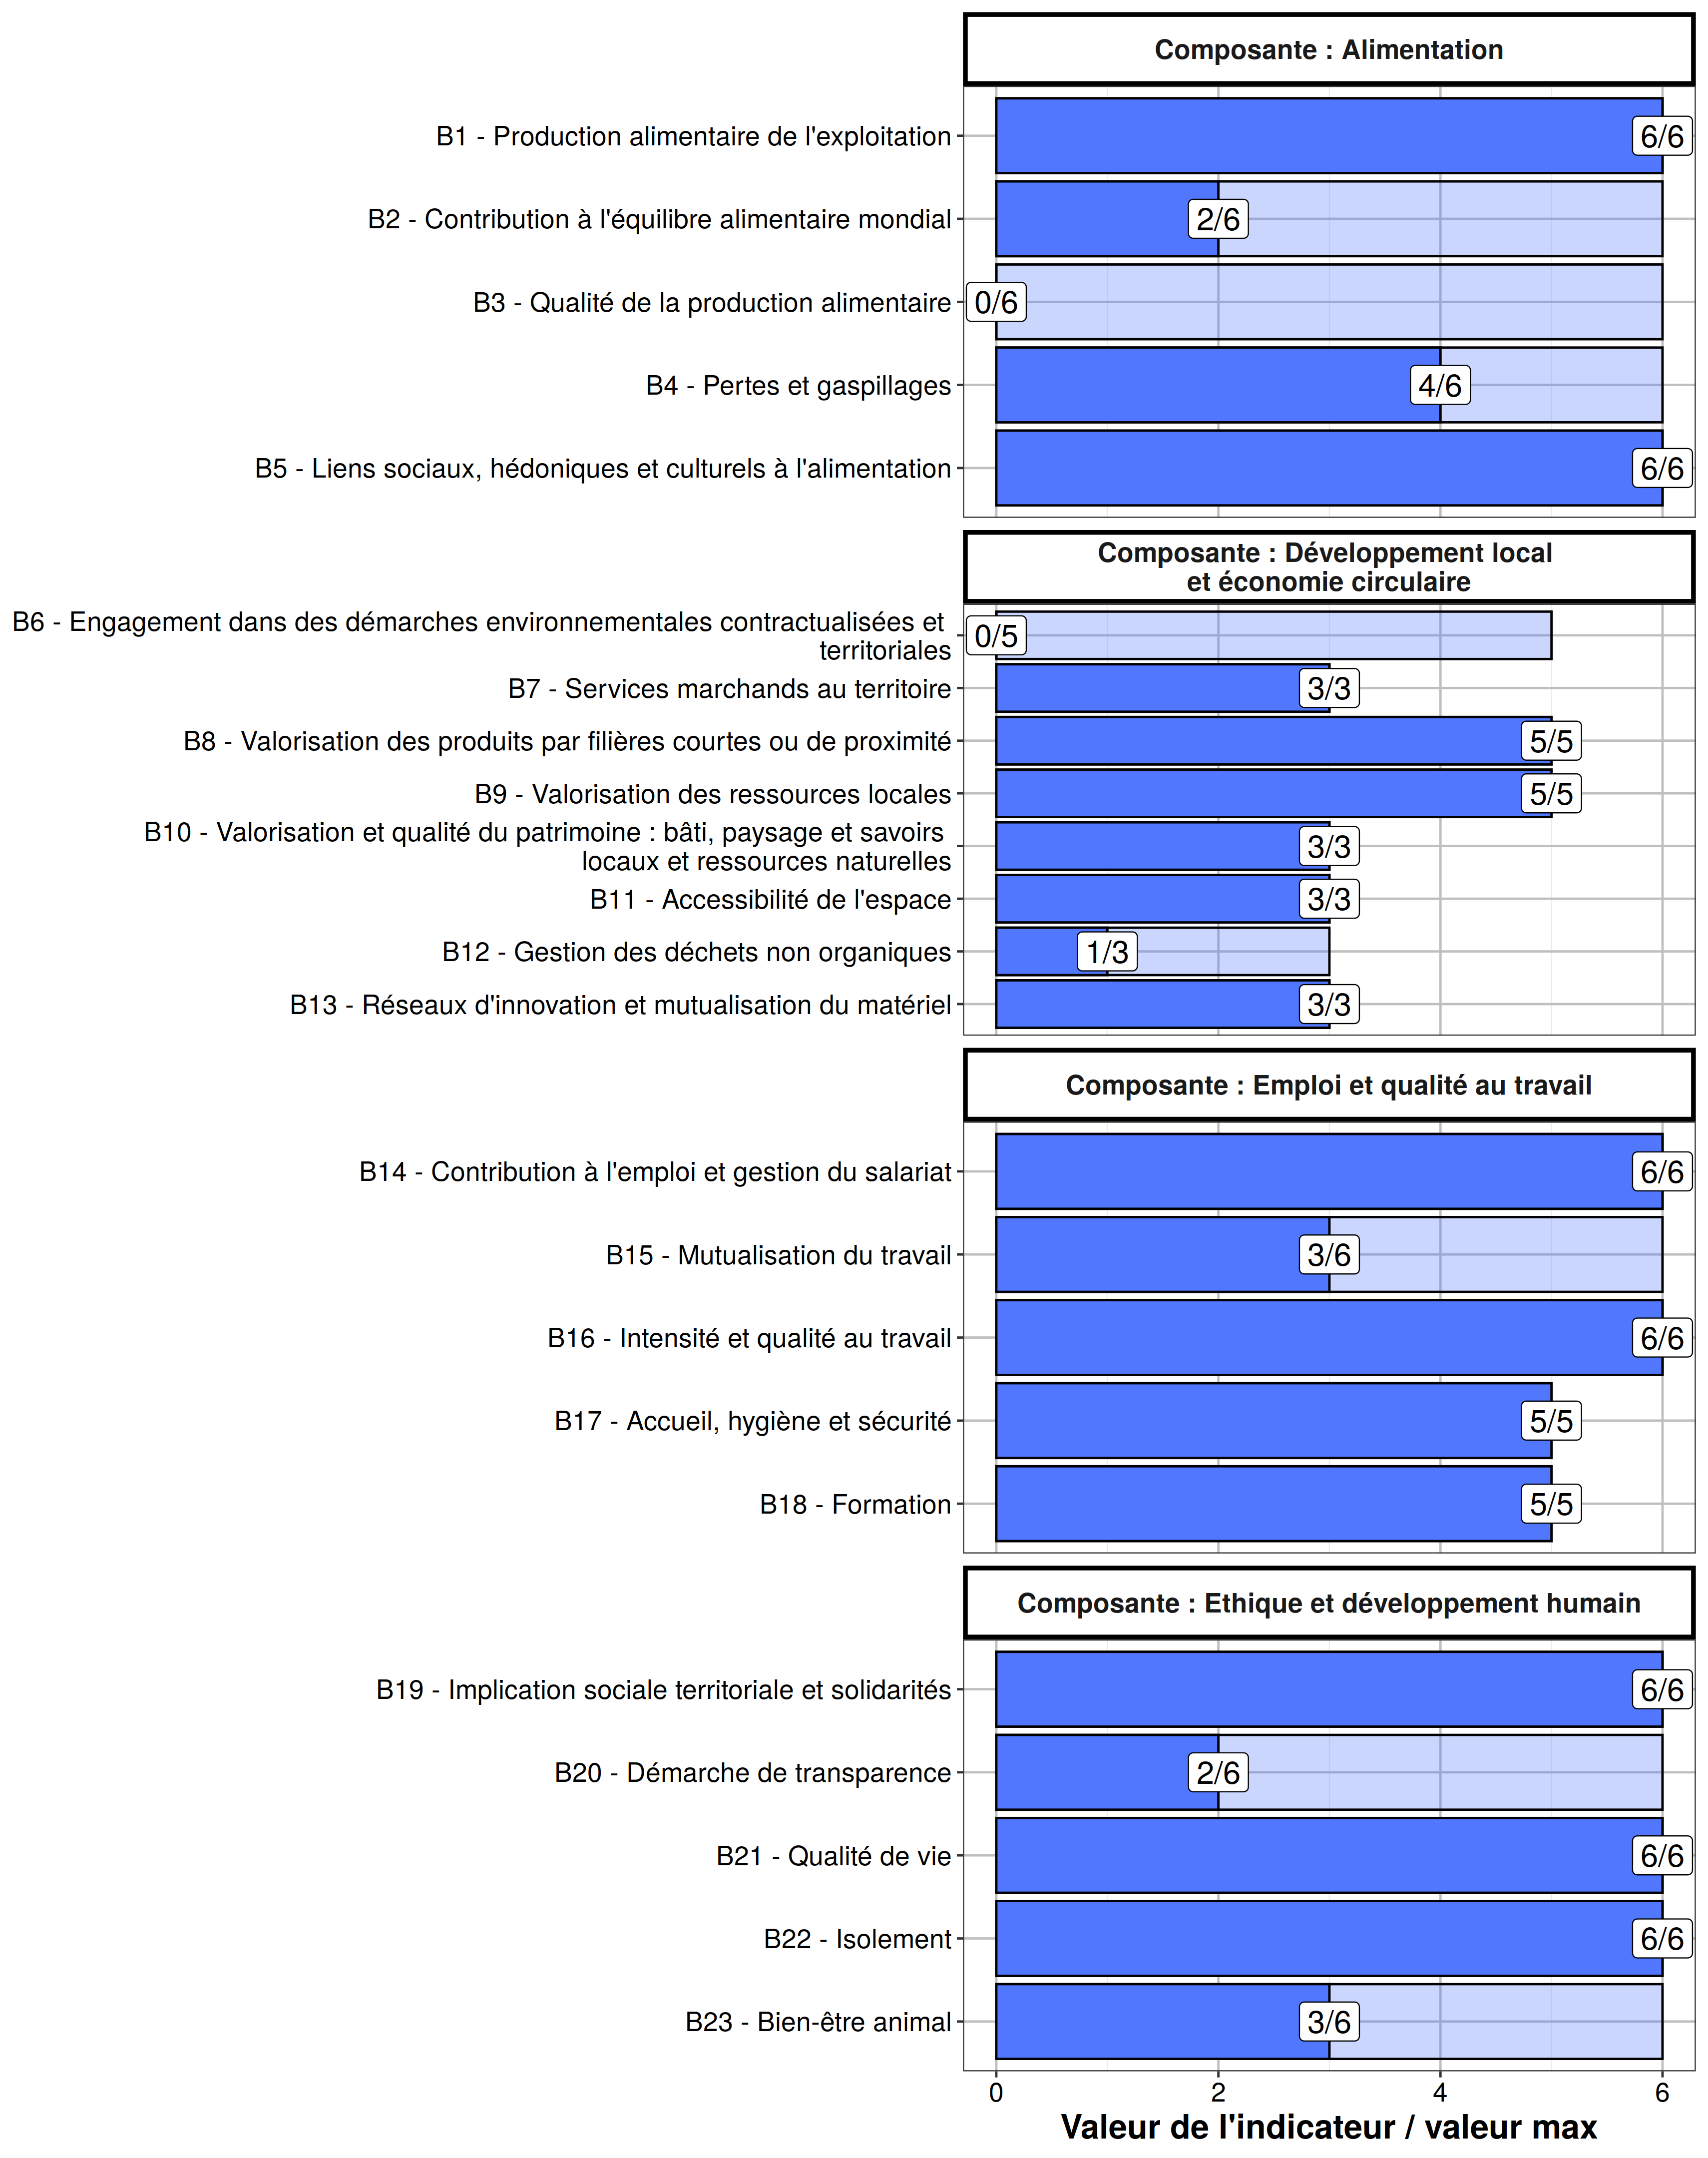 Composante : Alimentation
B1 - Production alimentaire de l'exploitation
6/6
B2 - Contribution à l'équilibre alimentaire mondial
2/6
B3 - Qualité de la production alimentaire
0/6
B4 - Pertes et gaspillages
4/6
B5 - Liens sociaux, hédoniques et culturels à l'alimentation
6/6
Composante : Développement local
et économie circulaire
B6 - Engagement dans des démarches environnementales contractualisées et
territoriales
0/5
B7 - Services marchands au territoire
3/3
B8 - Valorisation des produits par filières courtes ou de proximité
5/5
B9 - Valorisation des ressources locales
5/5
B10 - Valorisation et qualité du patrimoine : bâti, paysage et savoirs
locaux et ressources naturelles
3/3
B11 - Accessibilité de l'espace
3/3
B12 - Gestion des déchets non organiques
1/3
B13 - Réseaux d'innovation et mutualisation du matériel
3/3
Composante : Emploi et qualité au travail
B14 - Contribution à l'emploi et gestion du salariat
6/6
B15 - Mutualisation du travail
3/6
B16 - Intensité et qualité au travail
6/6
B17 - Accueil, hygiène et sécurité
5/5
B18 - Formation
5/5
Composante : Ethique et développement humain
B19 - Implication sociale territoriale et solidarités
6/6
B20 - Démarche de transparence
2/6
B21 - Qualité de vie
6/6
B22 - Isolement
6/6
B23 - Bien-être animal
3/6
0 2 4 6
Valeur de l'indicateur / valeur max